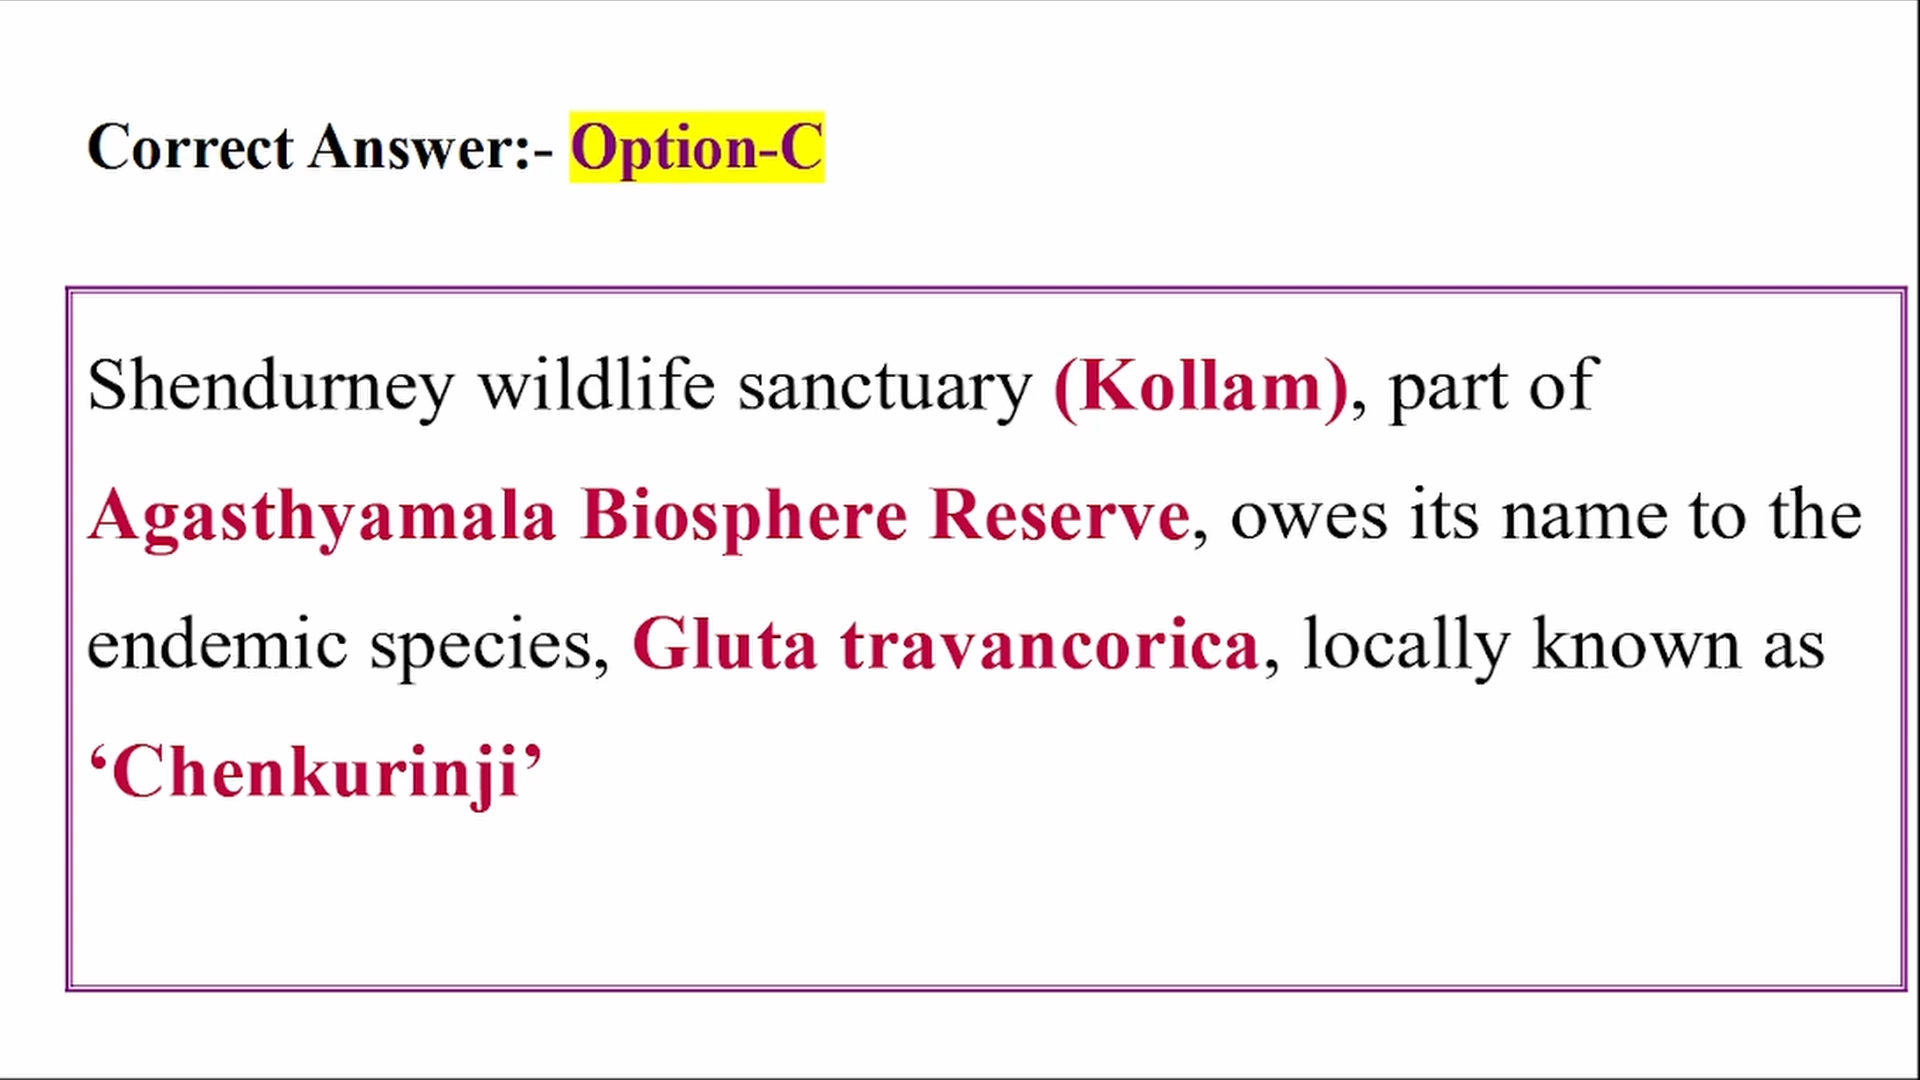 Correct Answer:- Option-C
Shendurney wildlife sanctuary (Kollam), part of
Agasthyamala Biosphere Reserve, owes its name to the
endemic species, Gluta travancorica, locally known as
‘Chenkurinji’